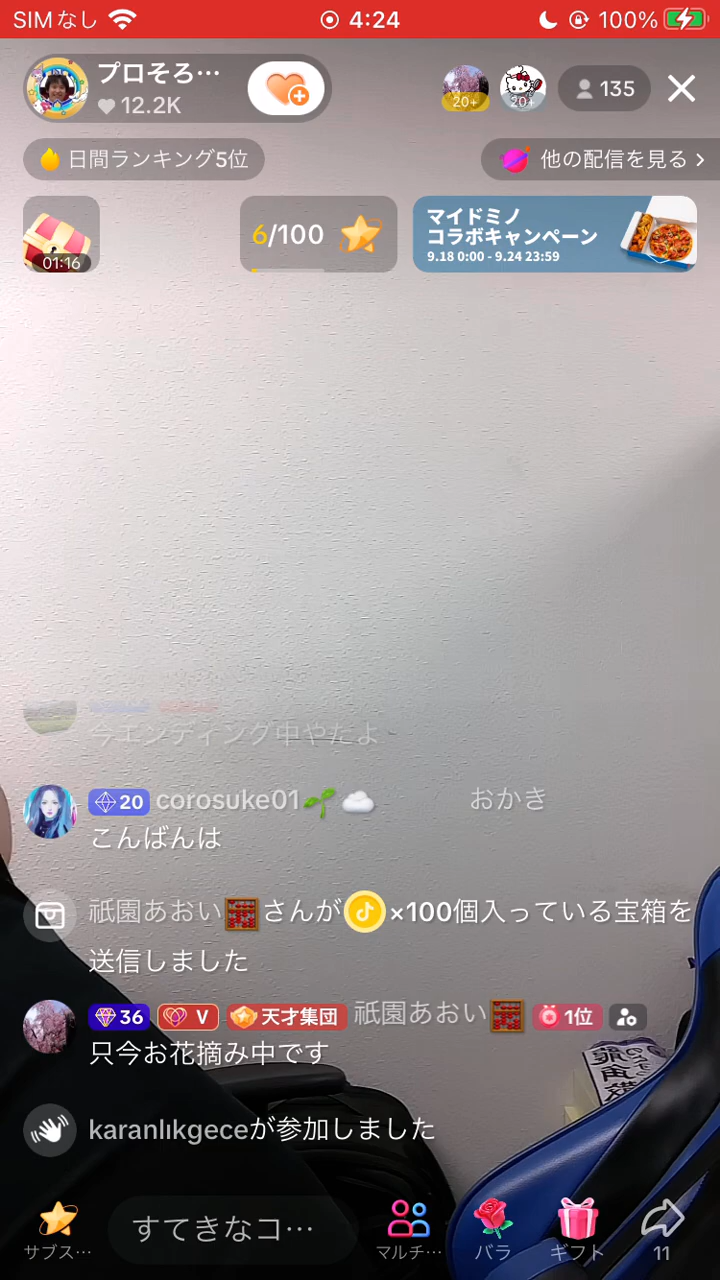 SIMなし
4:24
100%
プロそろ…
12.2K
20+
20+
135
日間ランキング5位
他の配信を見る
01:16
6/100
マイドミノ
コラボキャンペーン
9.18 0:00 - 9.24 23:59
今エンディング中やたよ
20 corosuke01 おかき
こんばんは
祇園あおい さんが ×100個入っている宝箱を
送信しました
36 V 天才集団 祇園あおい 1位
只今お花摘み中です
karanlıkgeceが参加しました
すてきなコ…
サブス…
マルチ…
バラ
ギフト
11